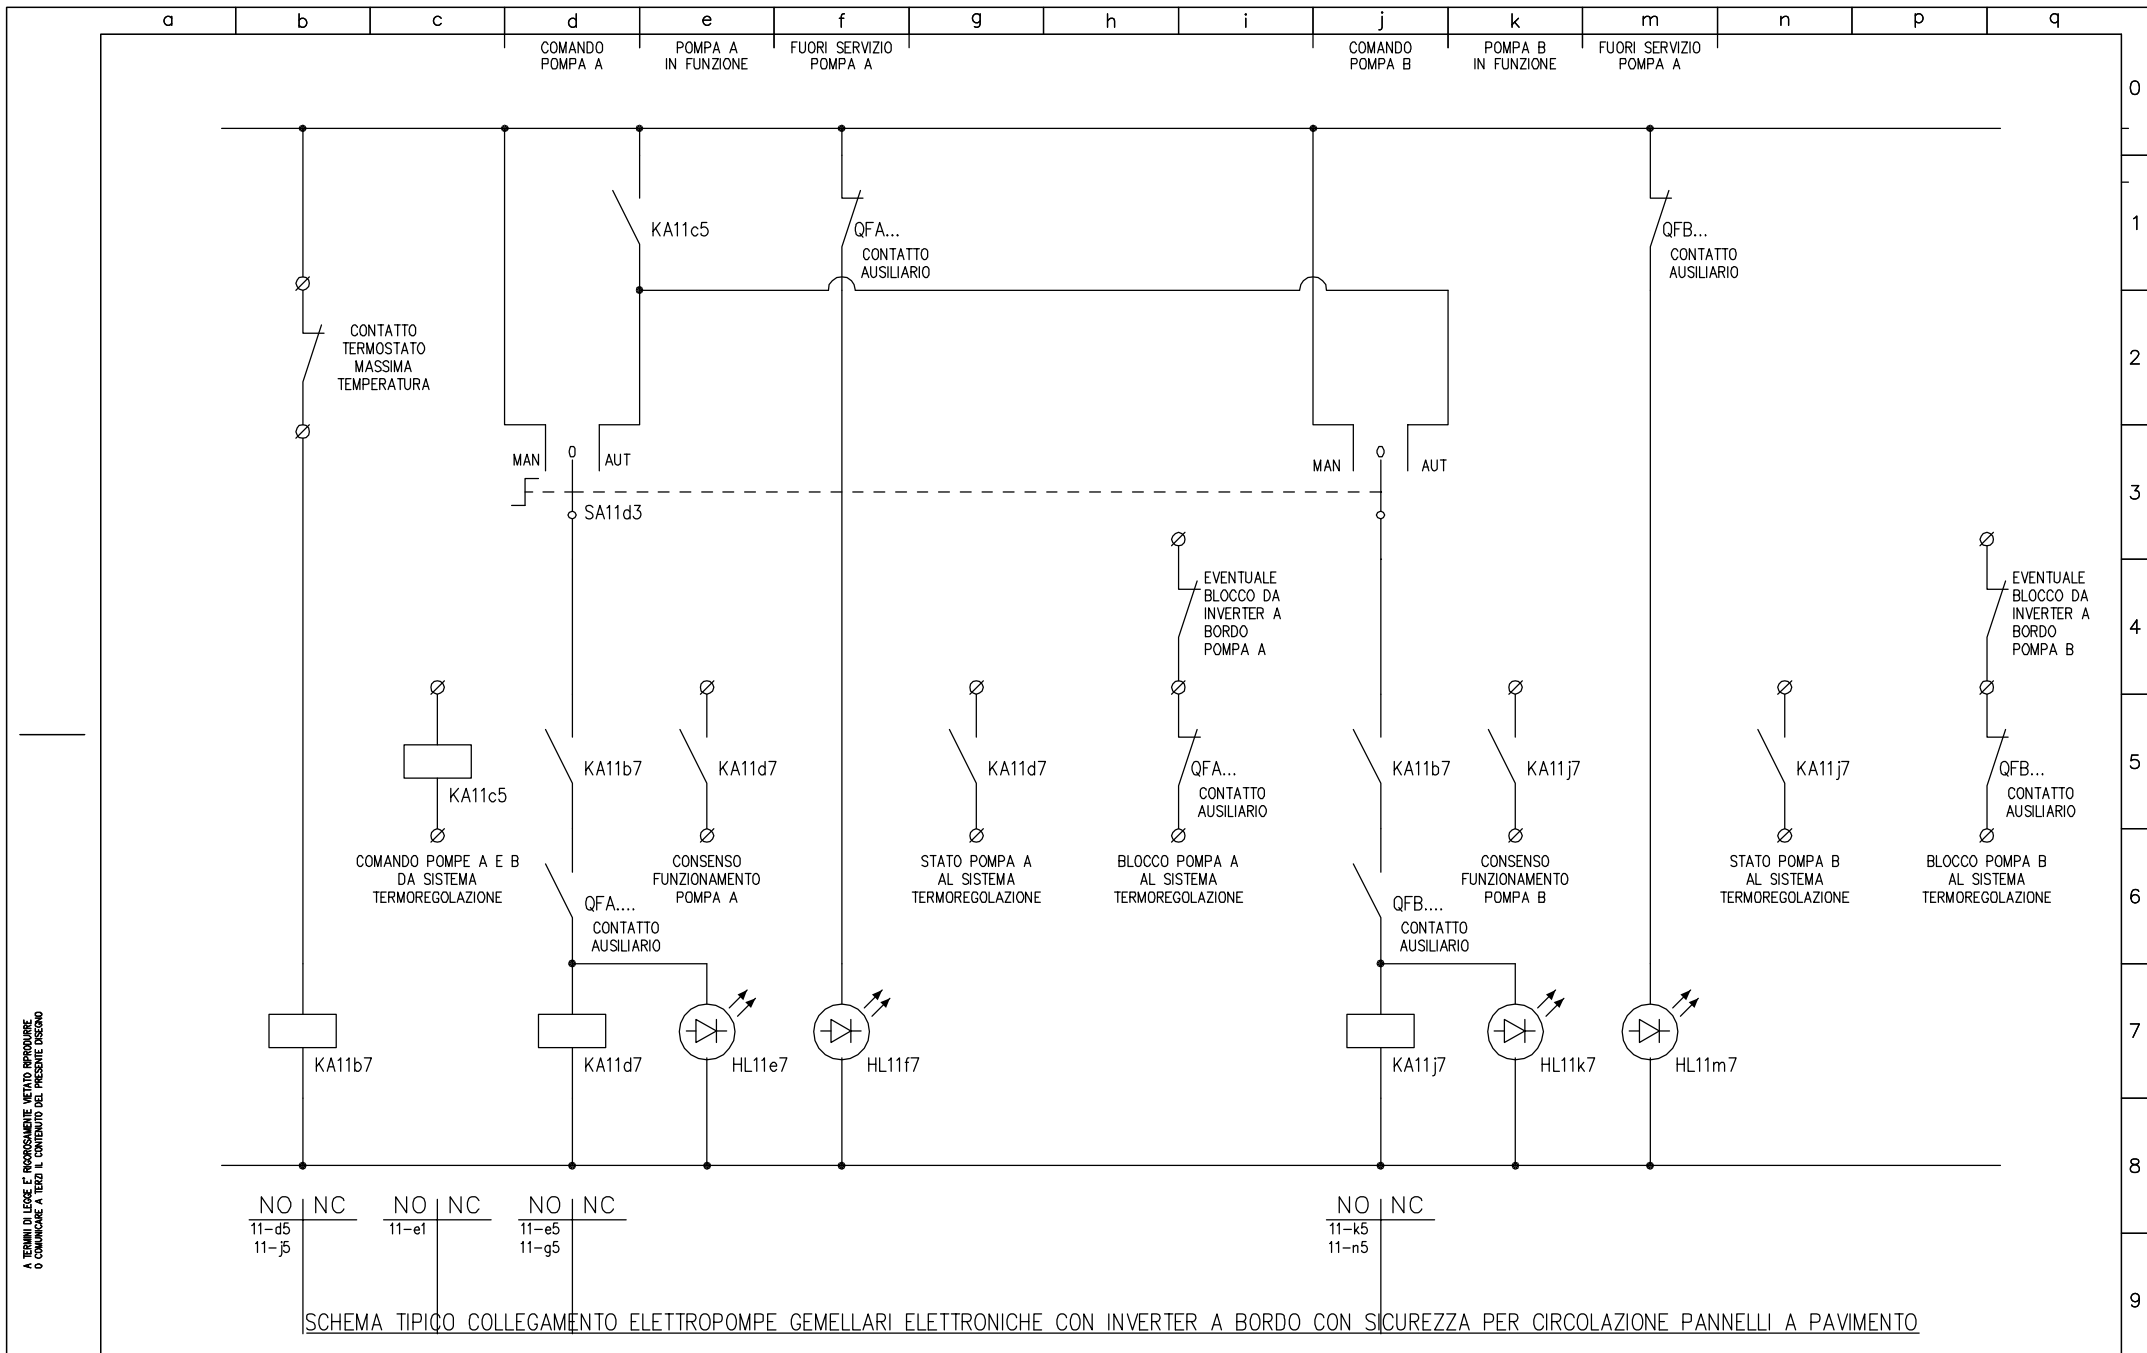 a b c d e f g h i j k m n p q
COMANDO
POMPA A
POMPA A
IN FUNZIONE
FUORI SERVIZIO
POMPA A
COMANDO
POMPA B
POMPA B
IN FUNZIONE
FUORI SERVIZIO
POMPA A
0
1
2
3
4
5
6
7
8
9
KA11c5
QFA...
CONTATTO
AUSILIARIO
QFB...
CONTATTO
AUSILIARIO
CONTATTO
TERMOSTATO
MASSIMA
TEMPERATURA
MAN 0 AUT
MAN 0 AUT
SA11d3
EVENTUALE
BLOCCO DA
INVERTER A
BORDO
POMPA A
EVENTUALE
BLOCCO DA
INVERTER A
BORDO
POMPA B
KA11c5
KA11b7
KA11d7
KA11d7
QFA...
CONTATTO
AUSILIARIO
KA11b7
KA11j7
KA11j7
QFB...
CONTATTO
AUSILIARIO
COMANDO POMPE A E B
DA SISTEMA
TERMOREGOLAZIONE
QFA....
CONTATTO
AUSILIARIO
CONSENSO
FUNZIONAMENTO
POMPA A
STATO POMPA A
AL SISTEMA
TERMOREGOLAZIONE
BLOCCO POMPA A
AL SISTEMA
TERMOREGOLAZIONE
QFB....
CONTATTO
AUSILIARIO
CONSENSO
FUNZIONAMENTO
POMPA B
STATO POMPA B
AL SISTEMA
TERMOREGOLAZIONE
BLOCCO POMPA B
AL SISTEMA
TERMOREGOLAZIONE
KA11b7
KA11d7
HL11e7
HL11f7
KA11j7
HL11k7
HL11m7
NO NC
11-d5
11-j5
NO NC
11-e1
NO NC
11-e5
11-g5
NO NC
11-k5
11-n5
SCHEMA TIPICO COLLEGAMENTO ELETTROPOMPE GEMELLARI ELETTRONICHE CON INVERTER A BORDO CON SICUREZZA PER CIRCOLAZIONE PANNELLI A PAVIMENTO
A TERMINI DI LEGGE E' RIGOROSAMENTE VIETATO RIPRODURRE
O COMUNICARE A TERZI IL CONTENUTO DEL PRESENTE DISEGNO